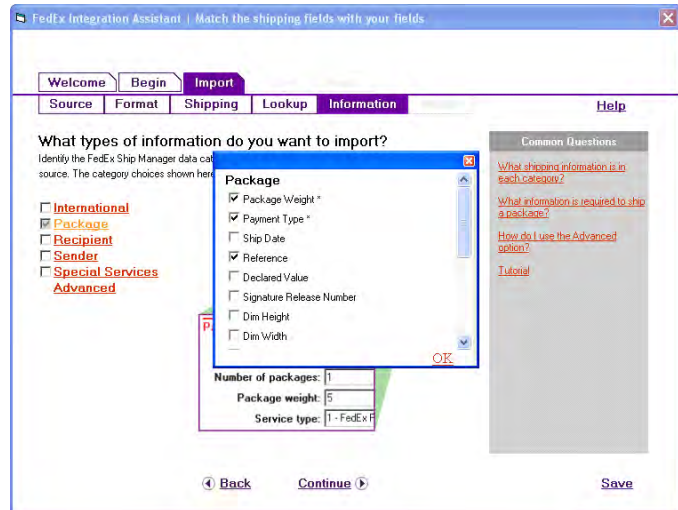 FedEx Integration Assistant | Match the shipping fields with your fields
Welcome
Begin
Import
Source
Format
Shipping
Lookup
Information
Help
What types of information do you want to import?
Identify the FedEx Ship Manager data cat
source. The category choices shown here
International
Package
Recipient
Sender
Special Services
Advanced
Package
Package Weight *
Payment Type *
Ship Date
Reference
Declared Value
Signature Release Number
Dim Height
Dim Width
OK
Number of packages: 1
Package weight: 5
Service type: 1 - FedEx P
Common Questions
What shipping information is in
each category?
What information is required to ship
a package?
How do I use the Advanced
option?
Tutorial
Back
Continue
Save